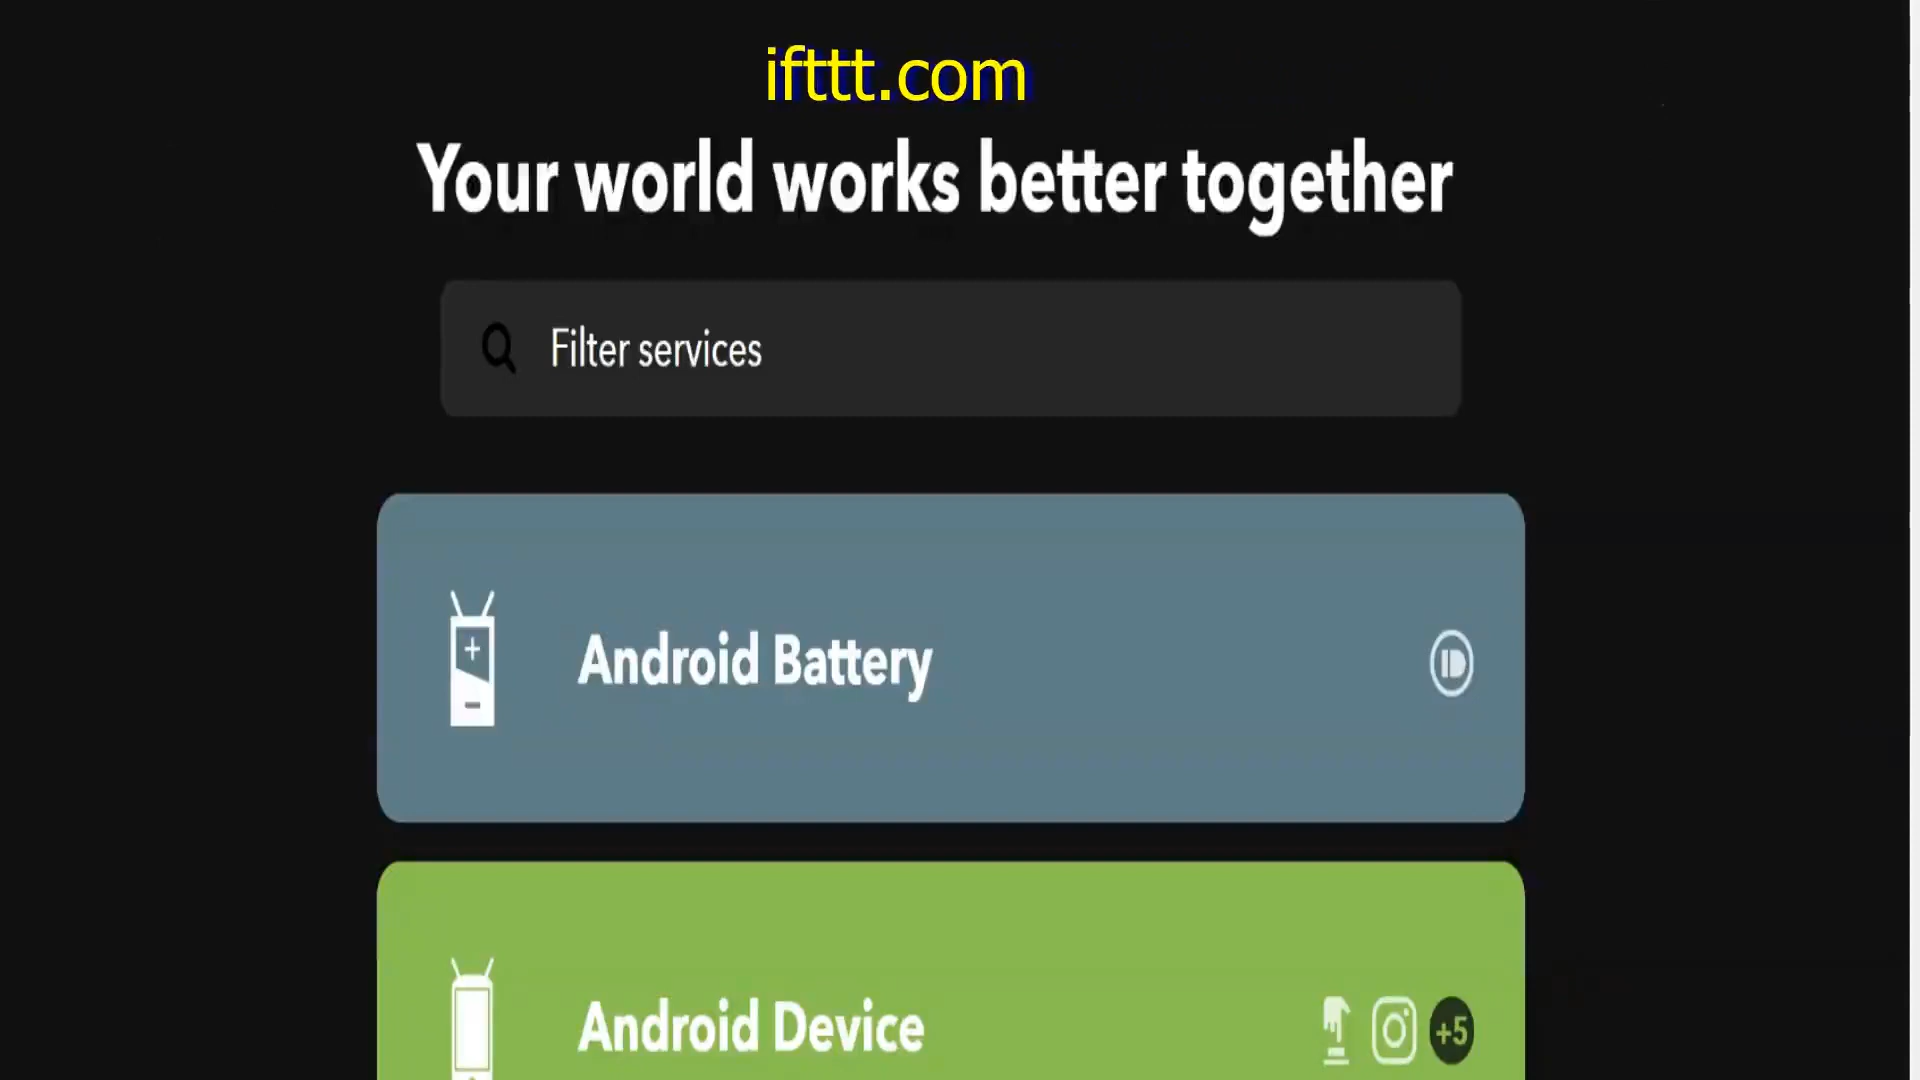 ifttt.com
Your world works better together
Filter services
Android Battery
Android Device
+5